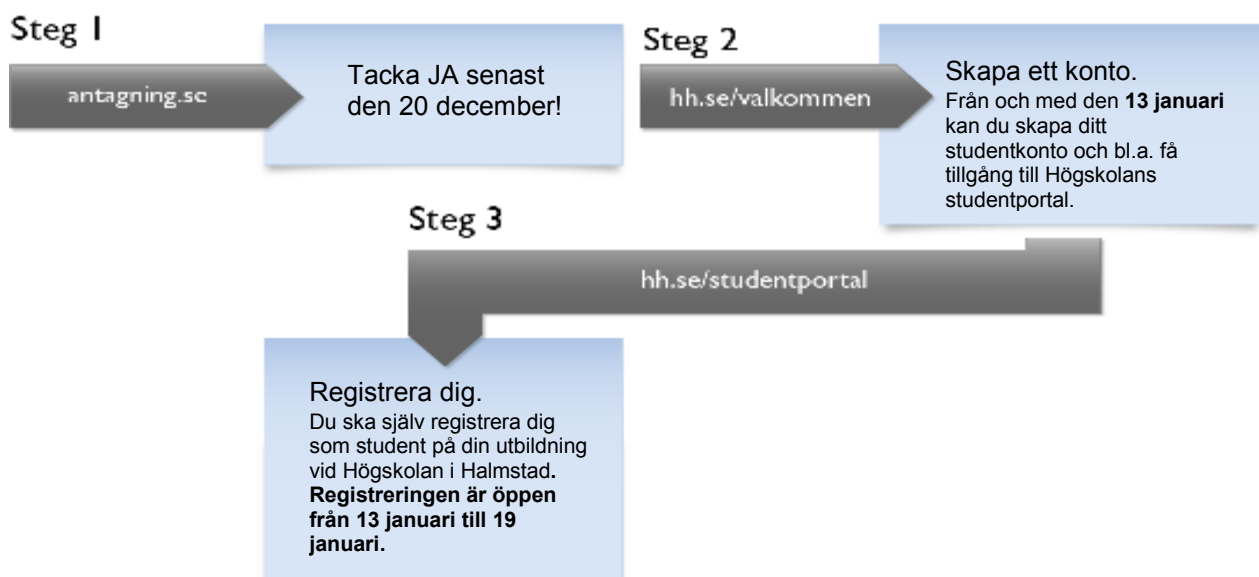 Steg 1
antagning.se
Tacka JA senast
den 20 december!
Steg 2
hh.se/valkommen
Skapa ett konto.
Från och med den 13 januari
kan du skapa ditt
studentkonto och bl.a. få
tillgång till Högskolans
studentportal.
Steg 3
hh.se/studentportal
Registrera dig.
Du ska själv registrera dig
som student på din utbildning
vid Högskolan i Halmstad.
Registreringen är öppen
från 13 januari till 19
januari.